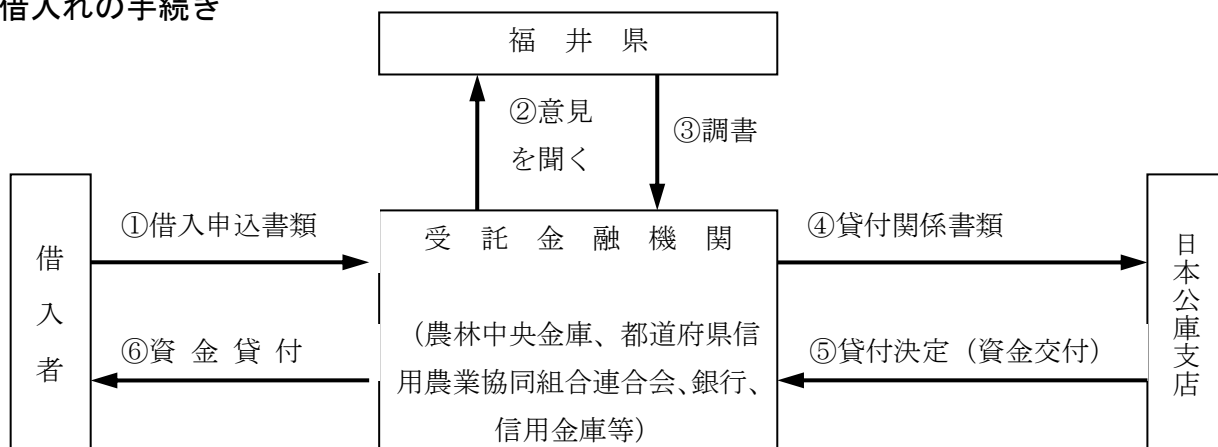 借入れの手続き
福井県
②意見
を聞く
③調書
借入者
①借入申込書類
⑥資金貸付
受託金融機関
（農林中央金庫、都道府県信
用農業協同組合連合会、銀行、
信用金庫等）
④貸付関係書類
⑤貸付決定（資金交付）
日本公庫支店